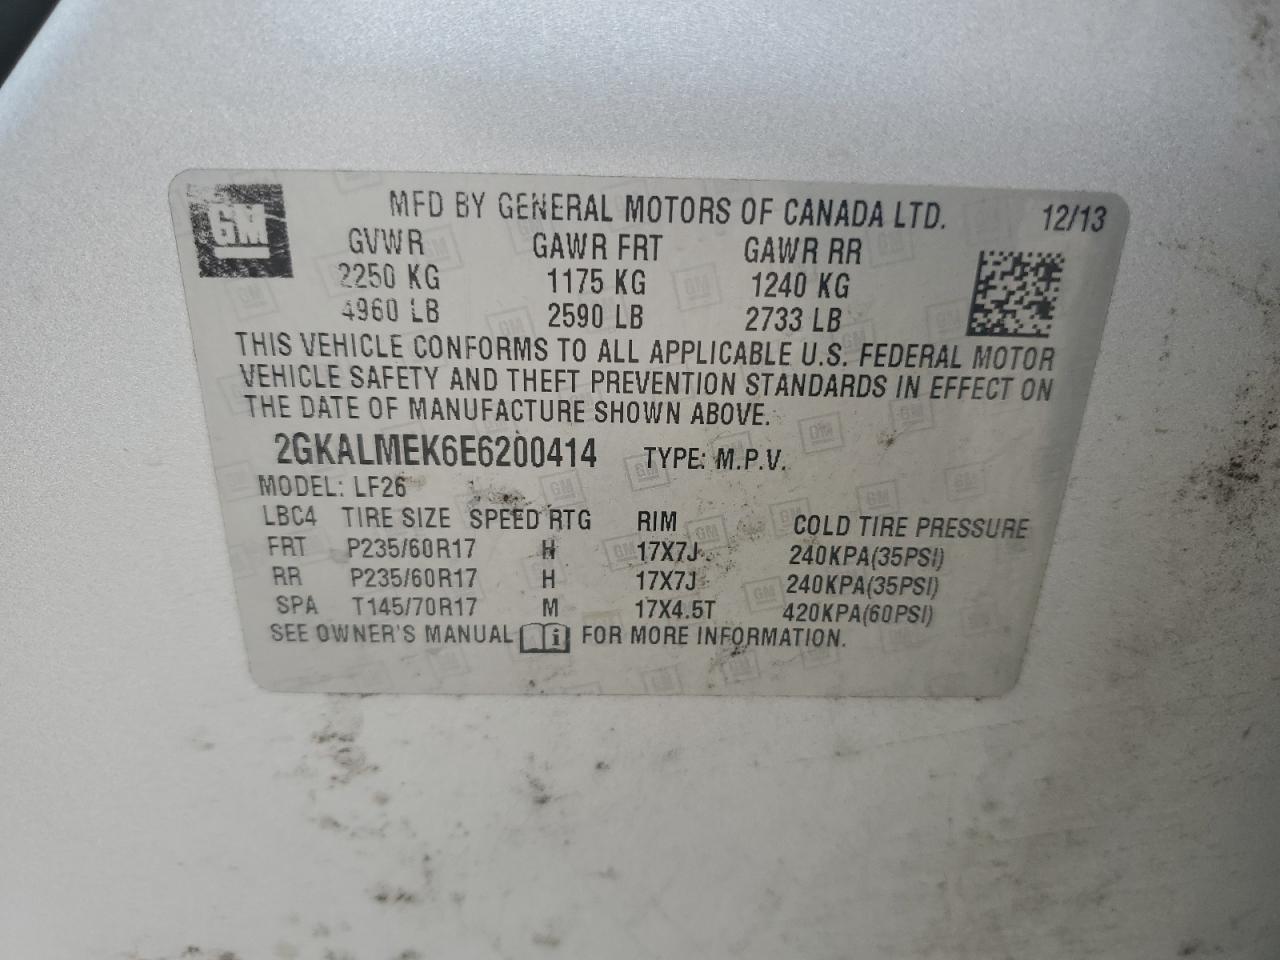 GM
MFD BY GENERAL MOTORS OF CANADA LTD. 12/13
GVWR GAWR FRT GAWR RR
2250 KG 1175 KG 1240 KG
4960 LB 2590 LB 2733 LB
THIS VEHICLE CONFORMS TO ALL APPLICABLE U.S. FEDERAL MOTOR
VEHICLE SAFETY AND THEFT PREVENTION STANDARDS IN EFFECT ON
THE DATE OF MANUFACTURE SHOWN ABOVE.
2GKALMEK6E6200414 TYPE: M.P.V.
MODEL: LF26
LBC4 TIRE SIZE SPEED RTG RIM COLD TIRE PRESSURE
FRT P235/60R17 H 17X7J 240KPA(35PSI)
RR P235/60R17 H 17X7J 240KPA(35PSI)
SPA T145/70R17 M 17X4.5T 420KPA(60PSI)
SEE OWNER'S MANUAL i FOR MORE INFORMATION.